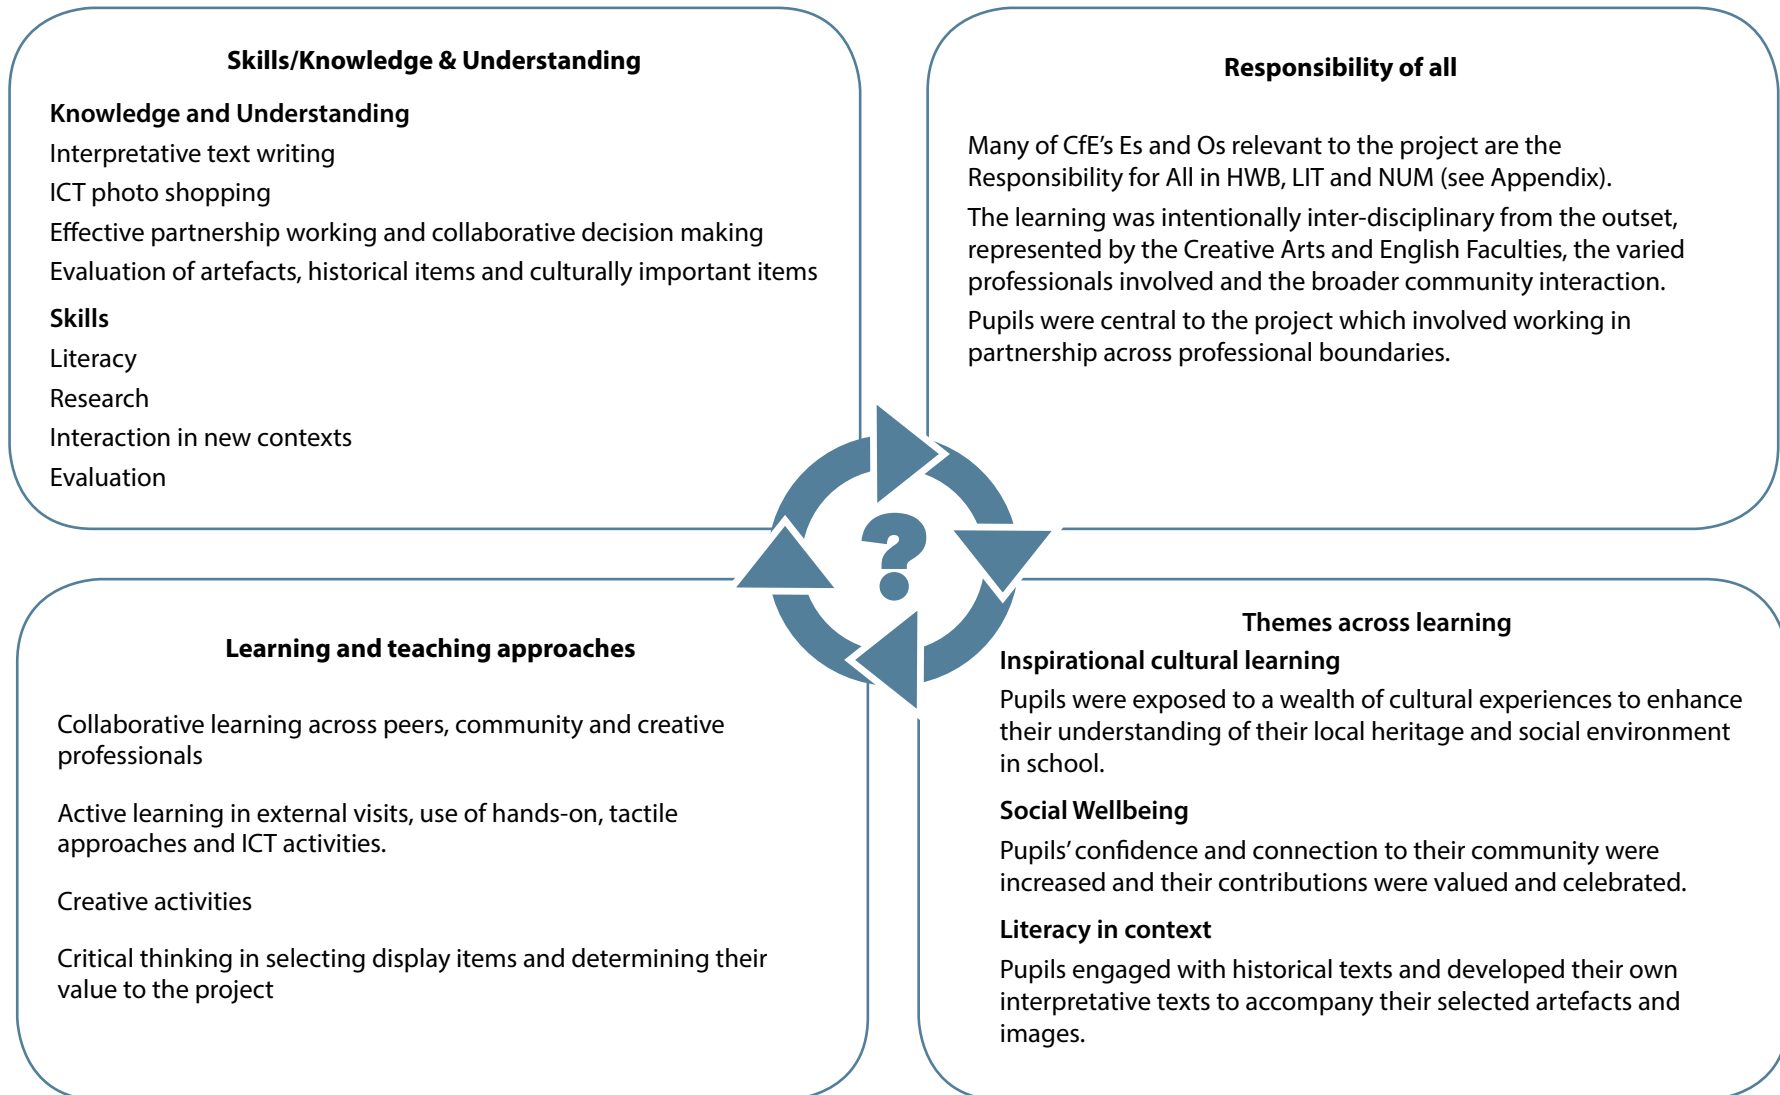 Skills/Knowledge & Understanding
Knowledge and Understanding
Interpretative text writing
ICT photo shopping
Effective partnership working and collaborative decision making
Evaluation of artefacts, historical items and culturally important items
Skills
Literacy
Research
Interaction in new contexts
Evaluation
Responsibility of all
Many of CfE's Es and Os relevant to the project are the
Responsibility for All in HWB, LIT and NUM (see Appendix).
The learning was intentionally inter-disciplinary from the outset,
represented by the Creative Arts and English Faculties, the varied
professionals involved and the broader community interaction.
Pupils were central to the project which involved working in
partnership across professional boundaries.
?
Learning and teaching approaches
Collaborative learning across peers, community and creative
professionals
Active learning in external visits, use of hands-on, tactile
approaches and ICT activities.
Creative activities
Critical thinking in selecting display items and determining their
value to the project
Themes across learning
Inspirational cultural learning
Pupils were exposed to a wealth of cultural experiences to enhance
their understanding of their local heritage and social environment
in school.
Social Wellbeing
Pupils' confidence and connection to their community were
increased and their contributions were valued and celebrated.
Literacy in context
Pupils engaged with historical texts and developed their own
interpretative texts to accompany their selected artefacts and
images.